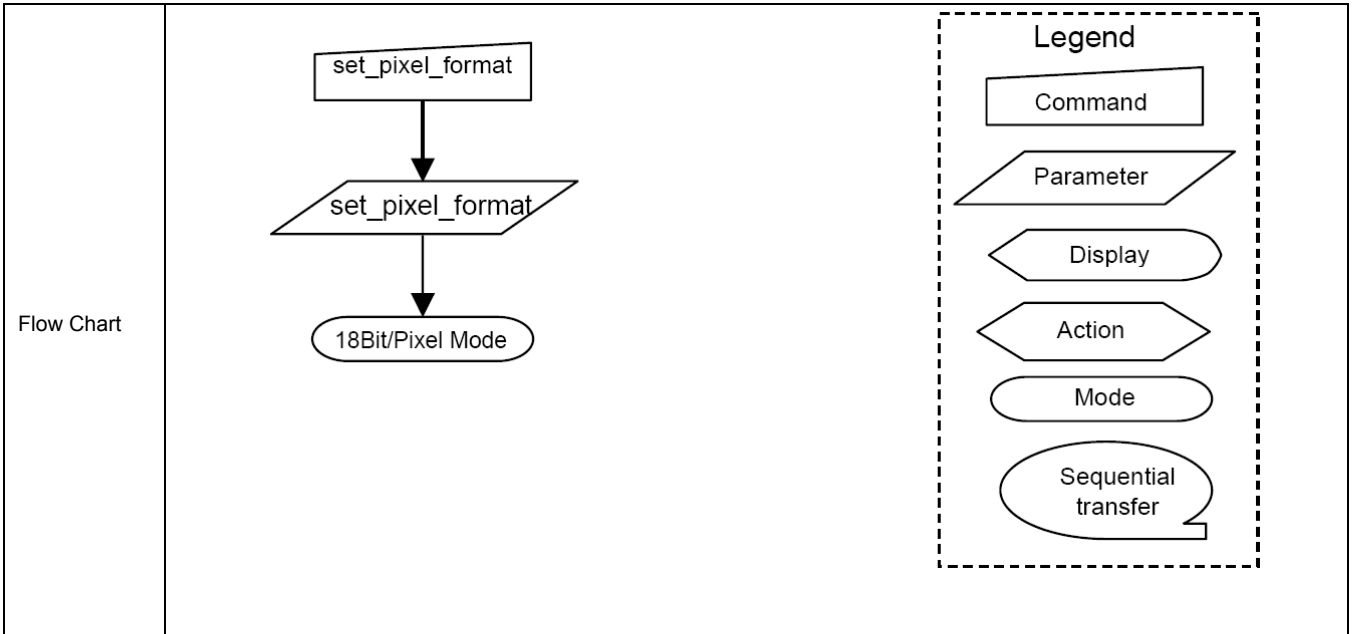 Flow Chart
set_pixel_format
set_pixel_format
18Bit/Pixel Mode
Legend
Command
Parameter
Display
Action
Mode
Sequential
transfer